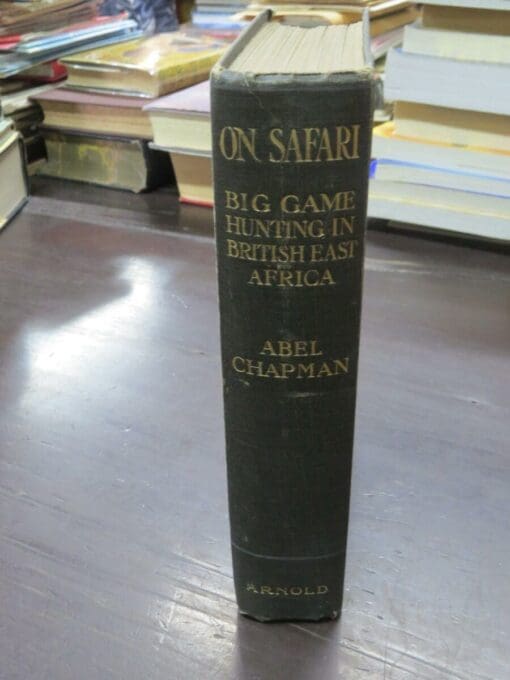 ON SAFARI
BIG GAME
HUNTING IN
BRITISH EAST
AFRICA
ABEL
CHAPMAN
ARNOLD